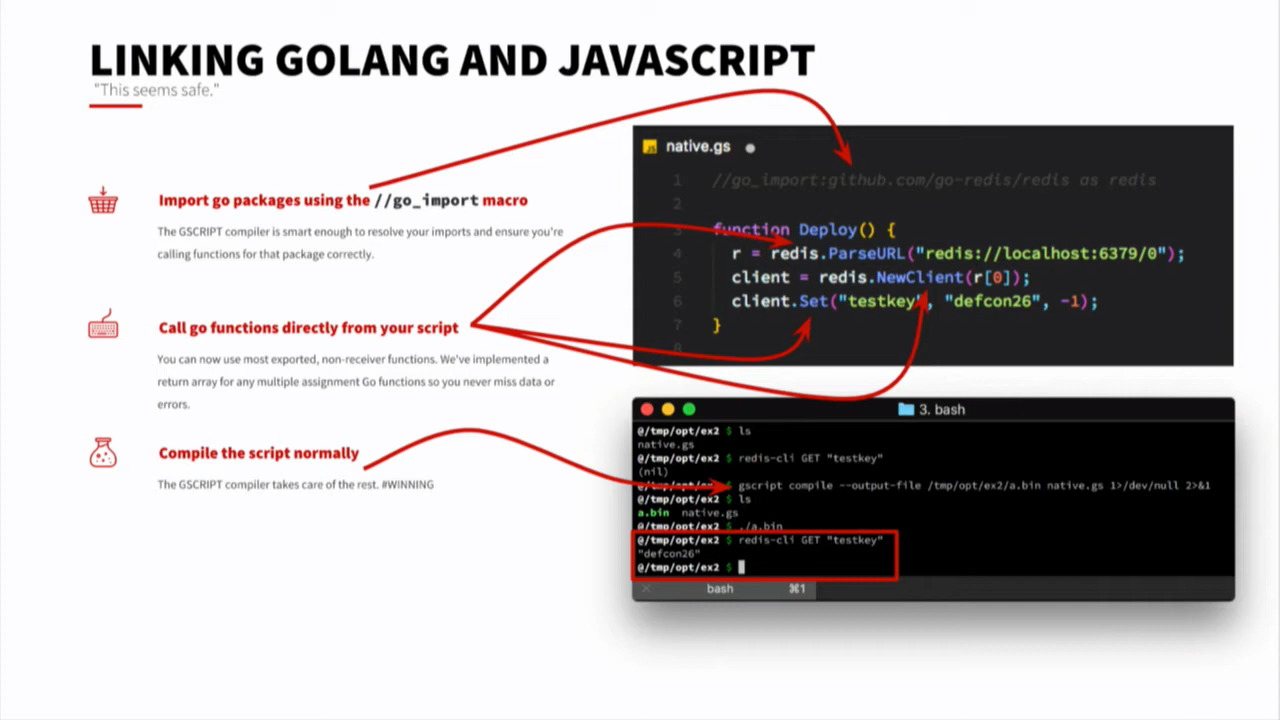 LINKING GOLANG AND JAVASCRIPT
"This seems safe."
Import go packages using the //go_import macro
The GSCRIPT compiler is smart enough to resolve your imports and ensure you're
calling functions for that package correctly.
Call go functions directly from your script
You can now use most exported, non-receiver functions. We've implemented a
return array for any multiple assignment Go functions so you never miss data or
errors.
Compile the script normally
The GSCRIPT compiler takes care of the rest. #WINNING
JS native.gs
1 //go_import:github.com/go-redis/redis as redis
2
3 function Deploy() {
4 r = redis.ParseURL("redis://localhost:6379/0");
5 client = redis.NewClient(r[0]);
6 client.Set("testkey", "defcon26", -1);
7 }
8
3. bash
@/tmp/opt/ex2 $ ls
native.gs
@/tmp/opt/ex2 $ redis-cli GET "testkey"
(nil)
@/tmp/opt/ex2 $ gscript compile --output-file /tmp/opt/ex2/a.bin native.gs 1>/dev/null 2>&1
@/tmp/opt/ex2 $ ls
a.bin native.gs
@/tmp/opt/ex2 $ ./a.bin
@/tmp/opt/ex2 $ redis-cli GET "testkey"
"defcon26"
@/tmp/opt/ex2 $
bash ⌘1